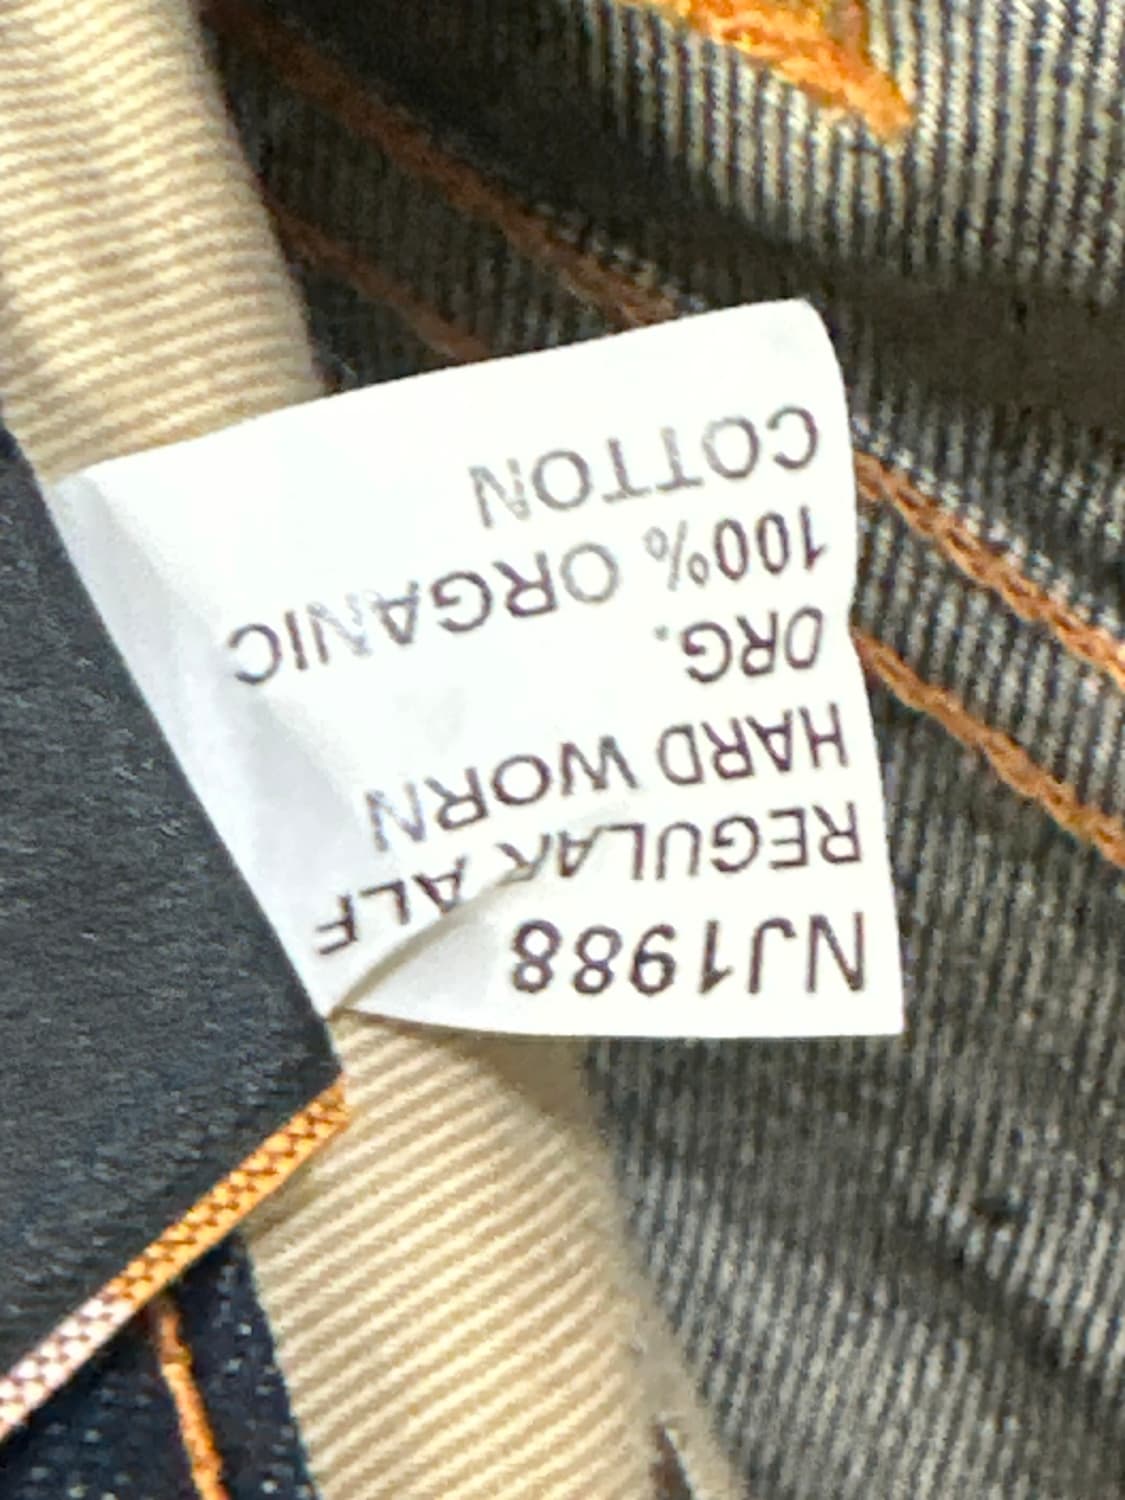 NJ1988
REGULAR ALF
HARD WORN
ORG.
100% ORGANIC
COTTON